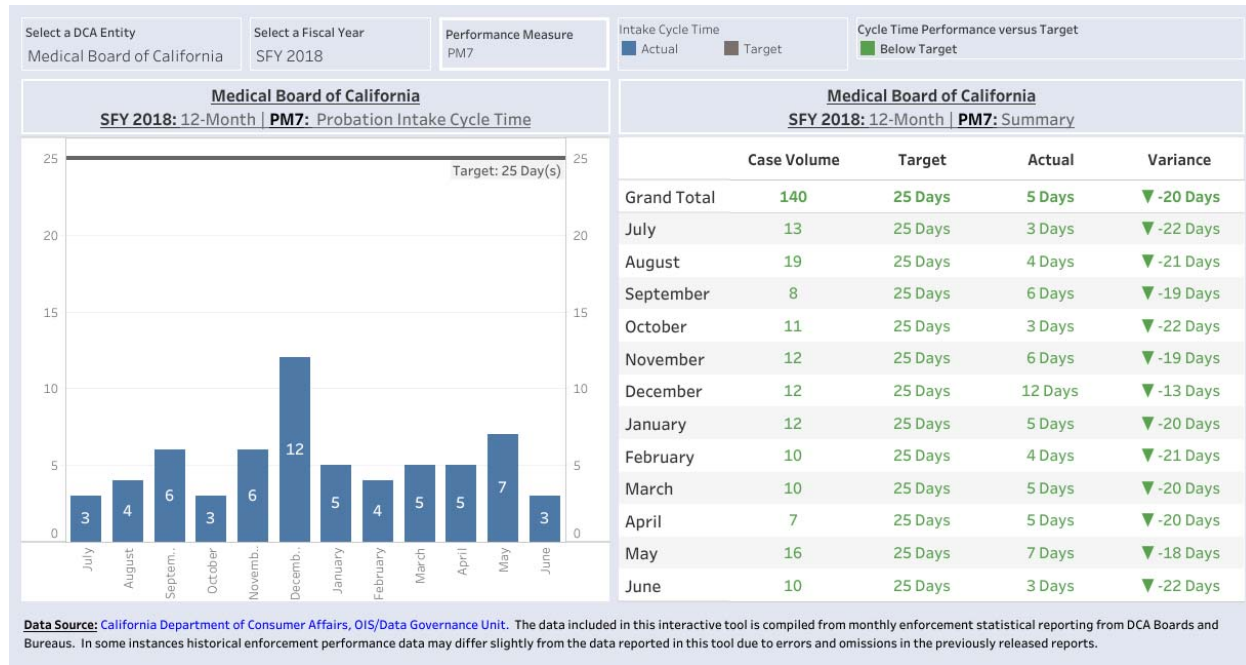 Select a DCA Entity
Medical Board of California
Select a Fiscal Year
SFY 2018
Performance Measure
PM7
Intake Cycle Time
Actual
Target
Cycle Time Performance versus Target
Below Target
Medical Board of California
SFY 2018: 12-Month | PM7: Probation Intake Cycle Time
25
20
15
10
5
0
Target: 25 Day(s)
25
20
15
10
5
0
3
4
6
3
6
12
5
4
5
5
7
3
July
August
Septem..
October
Novemb..
Decemb..
January
February
March
April
May
June
Medical Board of California
SFY 2018: 12-Month | PM7: Summary
Case Volume Target Actual Variance
Grand Total 140 25 Days 5 Days ▼ -20 Days
July 13 25 Days 3 Days ▼ -22 Days
August 19 25 Days 4 Days ▼ -21 Days
September 8 25 Days 6 Days ▼ -19 Days
October 11 25 Days 3 Days ▼ -22 Days
November 12 25 Days 6 Days ▼ -19 Days
December 12 25 Days 12 Days ▼ -13 Days
January 12 25 Days 5 Days ▼ -20 Days
February 10 25 Days 4 Days ▼ -21 Days
March 10 25 Days 5 Days ▼ -20 Days
April 7 25 Days 5 Days ▼ -20 Days
May 16 25 Days 7 Days ▼ -18 Days
June 10 25 Days 3 Days ▼ -22 Days
Data Source: California Department of Consumer Affairs, OIS/Data Governance Unit. The data included in this interactive tool is compiled from monthly enforcement statistical reporting from DCA Boards and
Bureaus. In some instances historical enforcement performance data may differ slightly from the data reported in this tool due to errors and omissions in the previously released reports.